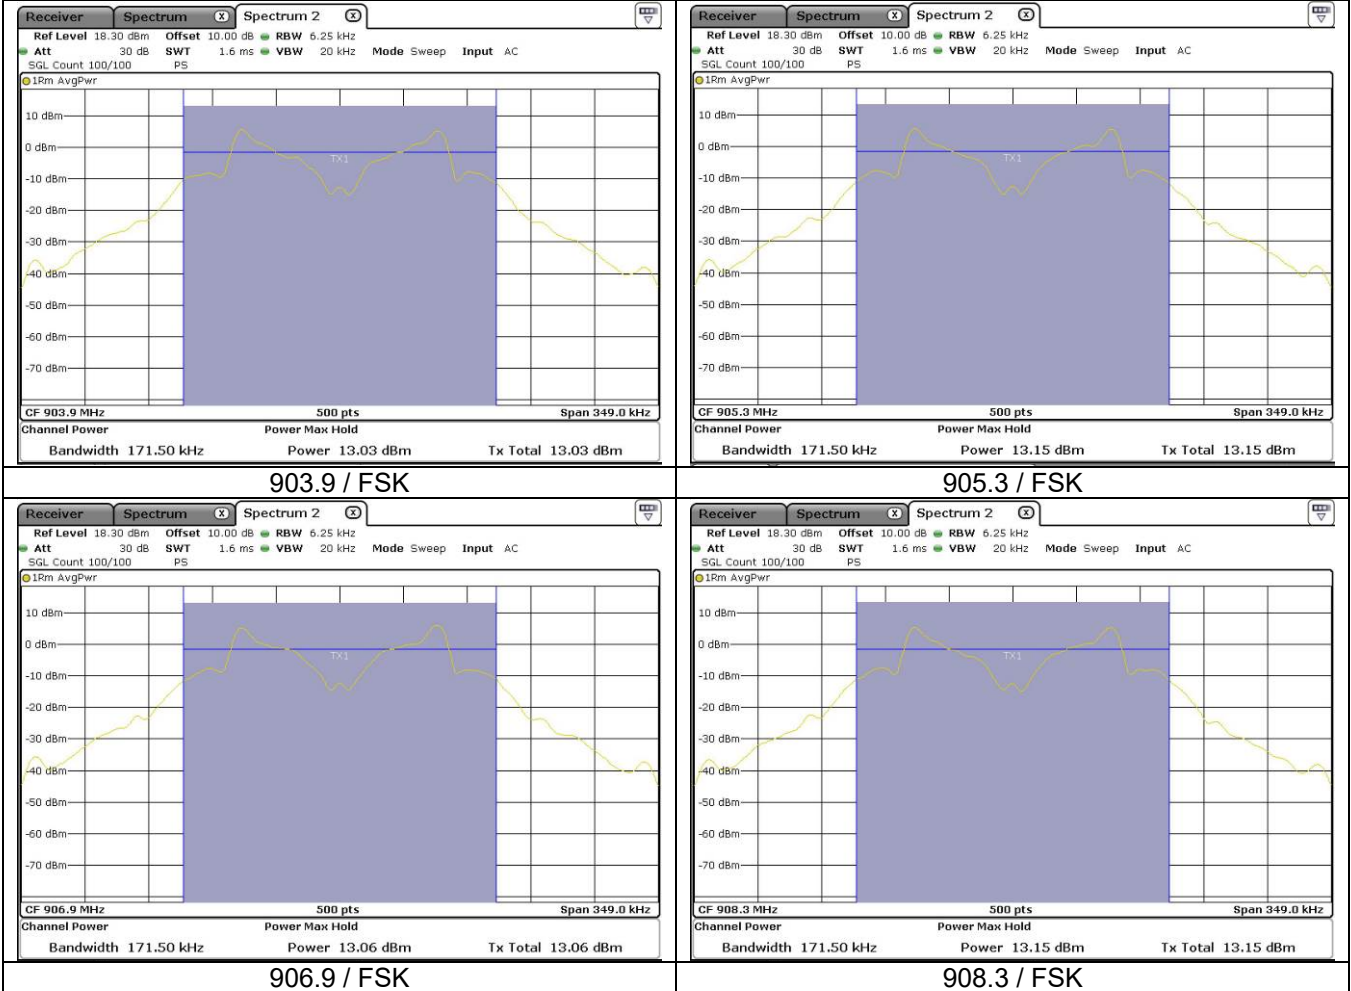 Receiver Spectrum X Spectrum 2 X
Ref Level 18.30 dBm Offset 10.00 dB RBW 6.25 kHz
Att 30 dB SWT 1.6 ms VBW 20 kHz Mode Sweep Input AC
SGL Count 100/100 PS
1Rm AvgPwr
10 dBm
0 dBm
TX1
-10 dBm
-20 dBm
-30 dBm
-40 dBm
-50 dBm
-60 dBm
-70 dBm
CF 903.9 MHz 500 pts Span 349.0 kHz
Channel Power Power Max Hold
Bandwidth 171.50 kHz Power 13.03 dBm Tx Total 13.03 dBm
903.9 / FSK
Receiver Spectrum X Spectrum 2 X
Ref Level 18.30 dBm Offset 10.00 dB RBW 6.25 kHz
Att 30 dB SWT 1.6 ms VBW 20 kHz Mode Sweep Input AC
SGL Count 100/100 PS
1Rm AvgPwr
10 dBm
0 dBm
TX1
-10 dBm
-20 dBm
-30 dBm
-40 dBm
-50 dBm
-60 dBm
-70 dBm
CF 905.3 MHz 500 pts Span 349.0 kHz
Channel Power Power Max Hold
Bandwidth 171.50 kHz Power 13.15 dBm Tx Total 13.15 dBm
905.3 / FSK
Receiver Spectrum X Spectrum 2 X
Ref Level 18.30 dBm Offset 10.00 dB RBW 6.25 kHz
Att 30 dB SWT 1.6 ms VBW 20 kHz Mode Sweep Input AC
SGL Count 100/100 PS
1Rm AvgPwr
10 dBm
0 dBm
TX1
-10 dBm
-20 dBm
-30 dBm
-40 dBm
-50 dBm
-60 dBm
-70 dBm
CF 906.9 MHz 500 pts Span 349.0 kHz
Channel Power Power Max Hold
Bandwidth 171.50 kHz Power 13.06 dBm Tx Total 13.06 dBm
906.9 / FSK
Receiver Spectrum X Spectrum 2 X
Ref Level 18.30 dBm Offset 10.00 dB RBW 6.25 kHz
Att 30 dB SWT 1.6 ms VBW 20 kHz Mode Sweep Input AC
SGL Count 100/100 PS
1Rm AvgPwr
10 dBm
0 dBm
TX1
-10 dBm
-20 dBm
-30 dBm
-40 dBm
-50 dBm
-60 dBm
-70 dBm
CF 908.3 MHz 500 pts Span 349.0 kHz
Channel Power Power Max Hold
Bandwidth 171.50 kHz Power 13.15 dBm Tx Total 13.15 dBm
908.3 / FSK